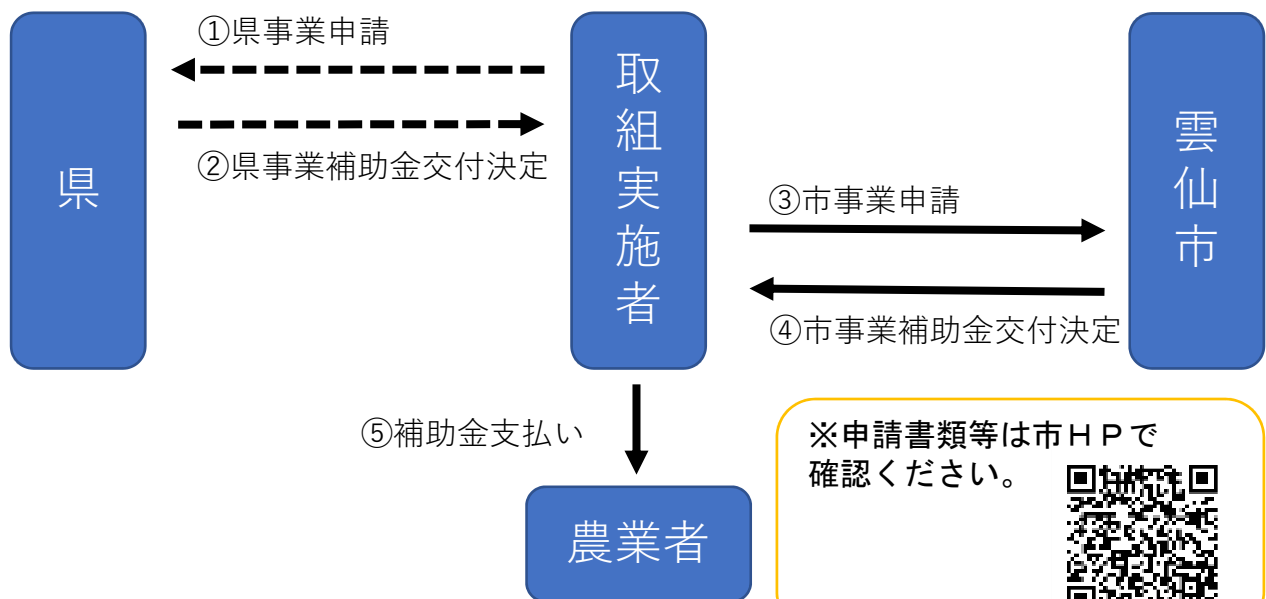 ①県事業申請
県
②県事業補助金交付決定
取組実施者
③市事業申請
雲仙市
④市事業補助金交付決定
⑤補助金支払い
農業者
※申請書類等は市ＨＰで
確認ください。